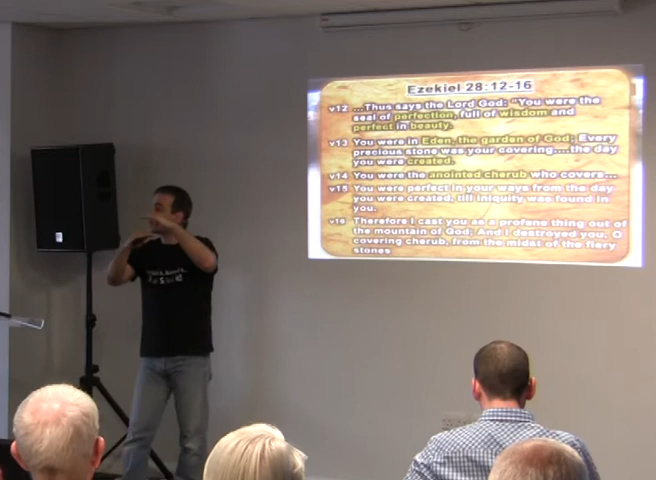 Ezekiel 28:12-16
v12 ...Thus says the Lord God: "You were the
seal of perfection, full of wisdom and
perfect in beauty.
v13 You were in Eden, the garden of God; Every
precious stone was your covering....the day
you were created.
v14 You were the anointed cherub who covers...
v15 You were perfect in your ways from the day
you were created, till iniquity was found in
you.
v16 Therefore I cast you as a profane thing out of
the mountain of God; And I destroyed you, O
covering cherub, from the midst of the fiery
stones